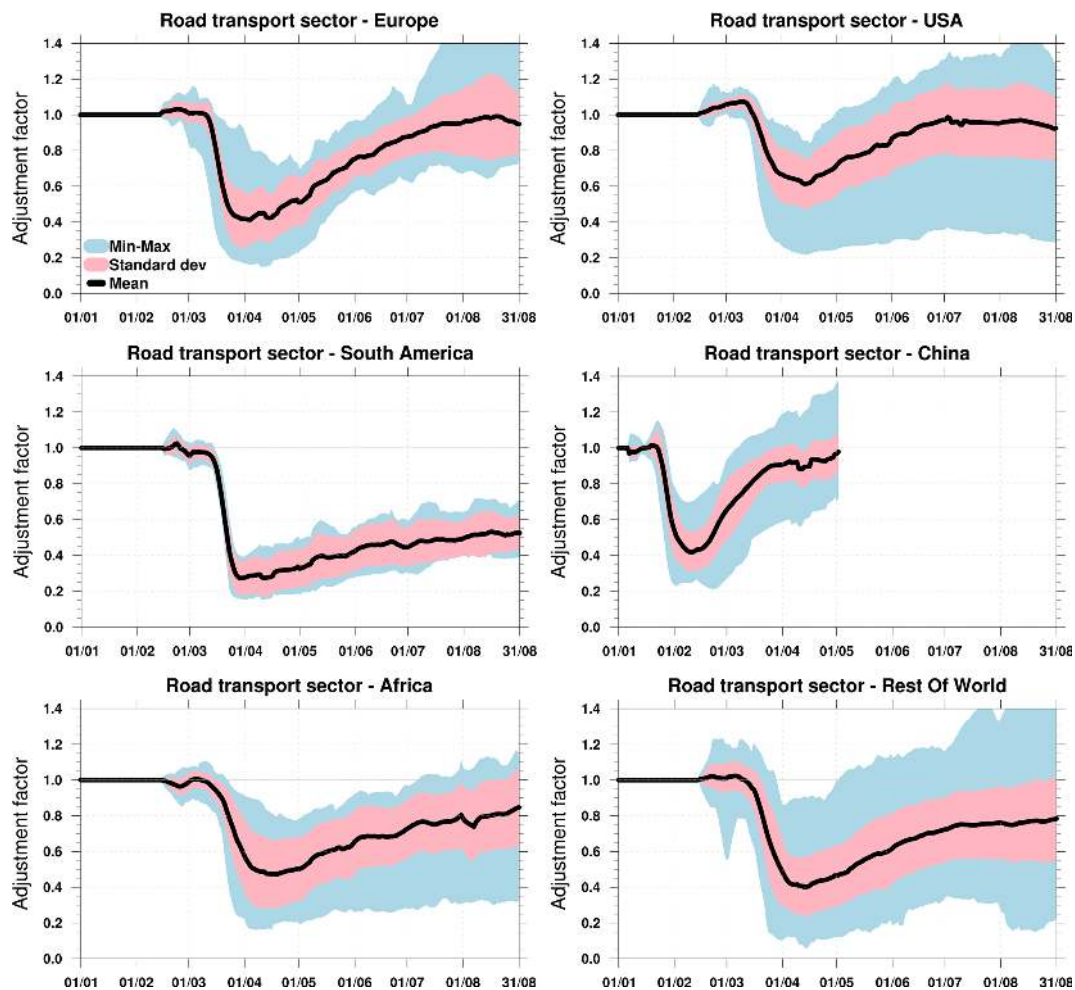 Road transport sector - Europe
Adjustment factor
1.4
1.2
1.0
0.8
0.6
0.4
0.2
0.0
Min-Max
Standard dev
Mean
01/01 01/02 01/03 01/04 01/05 01/06 01/07 01/08 31/08
Road transport sector - USA
Adjustment factor
1.4
1.2
1.0
0.8
0.6
0.4
0.2
0.0
01/01 01/02 01/03 01/04 01/05 01/06 01/07 01/08 31/08
Road transport sector - South America
Adjustment factor
1.4
1.2
1.0
0.8
0.6
0.4
0.2
0.0
01/01 01/02 01/03 01/04 01/05 01/06 01/07 01/08 31/08
Road transport sector - China
Adjustment factor
1.4
1.2
1.0
0.8
0.6
0.4
0.2
0.0
01/01 01/02 01/03 01/04 01/05 01/06 01/07 01/08 31/08
Road transport sector - Africa
Adjustment factor
1.4
1.2
1.0
0.8
0.6
0.4
0.2
0.0
01/01 01/02 01/03 01/04 01/05 01/06 01/07 01/08 31/08
Road transport sector - Rest Of World
Adjustment factor
1.4
1.2
1.0
0.8
0.6
0.4
0.2
0.0
01/01 01/02 01/03 01/04 01/05 01/06 01/07 01/08 31/08